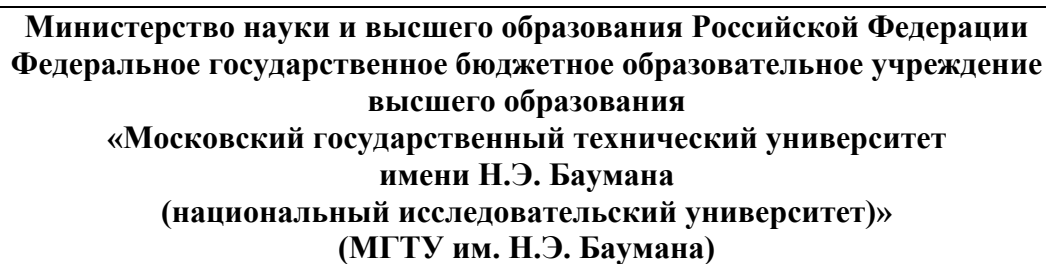 Министерство науки и высшего образования Российской Федерации
Федеральное государственное бюджетное образовательное учреждение
высшего образования
«Московский государственный технический университет
имени Н.Э. Баумана
(национальный исследовательский университет)»
(МГТУ им. Н.Э. Баумана)